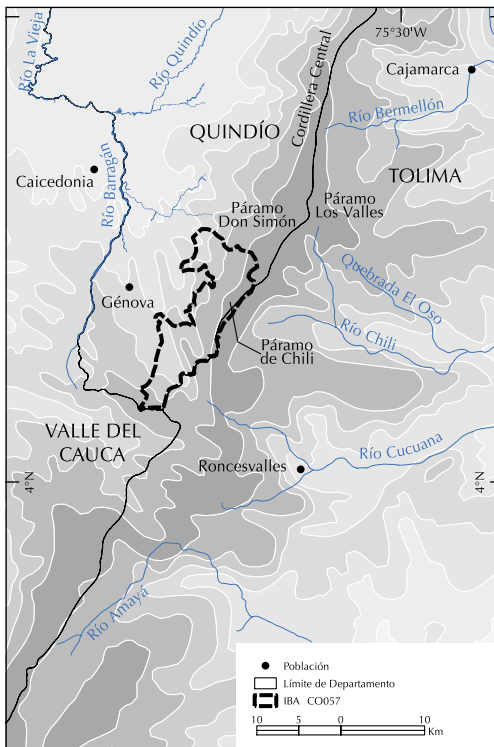 75°30'W
Río La Vieja
Río Quindío
Cordillera Central
Cajamarca
Río Bermellón
QUINDÍO
TOLIMA
Caicedonia
Río Barragán
Páramo
Don Simón
Páramo
Los Valles
Quebrada El Oso
Génova
Río Chili
Páramo
de Chili
VALLE DEL
CAUCA
Río Cucuana
Roncesvalles
4°N
4°N
Río Amayá
Población
Límite de Departamento
IBA CO057
10 5 0 10
Km